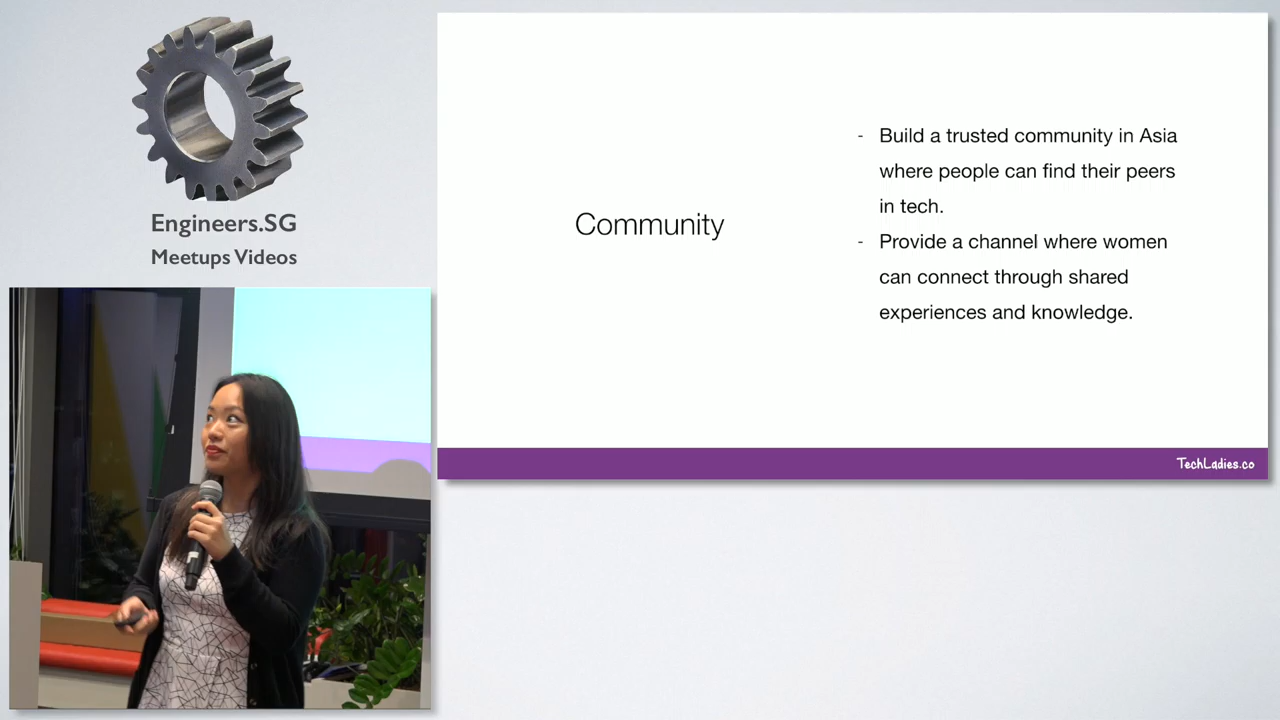 Engineers.SG
Meetups Videos
Community
- Build a trusted community in Asia
where people can find their peers
in tech.
- Provide a channel where women
can connect through shared
experiences and knowledge.
TechLadies.co